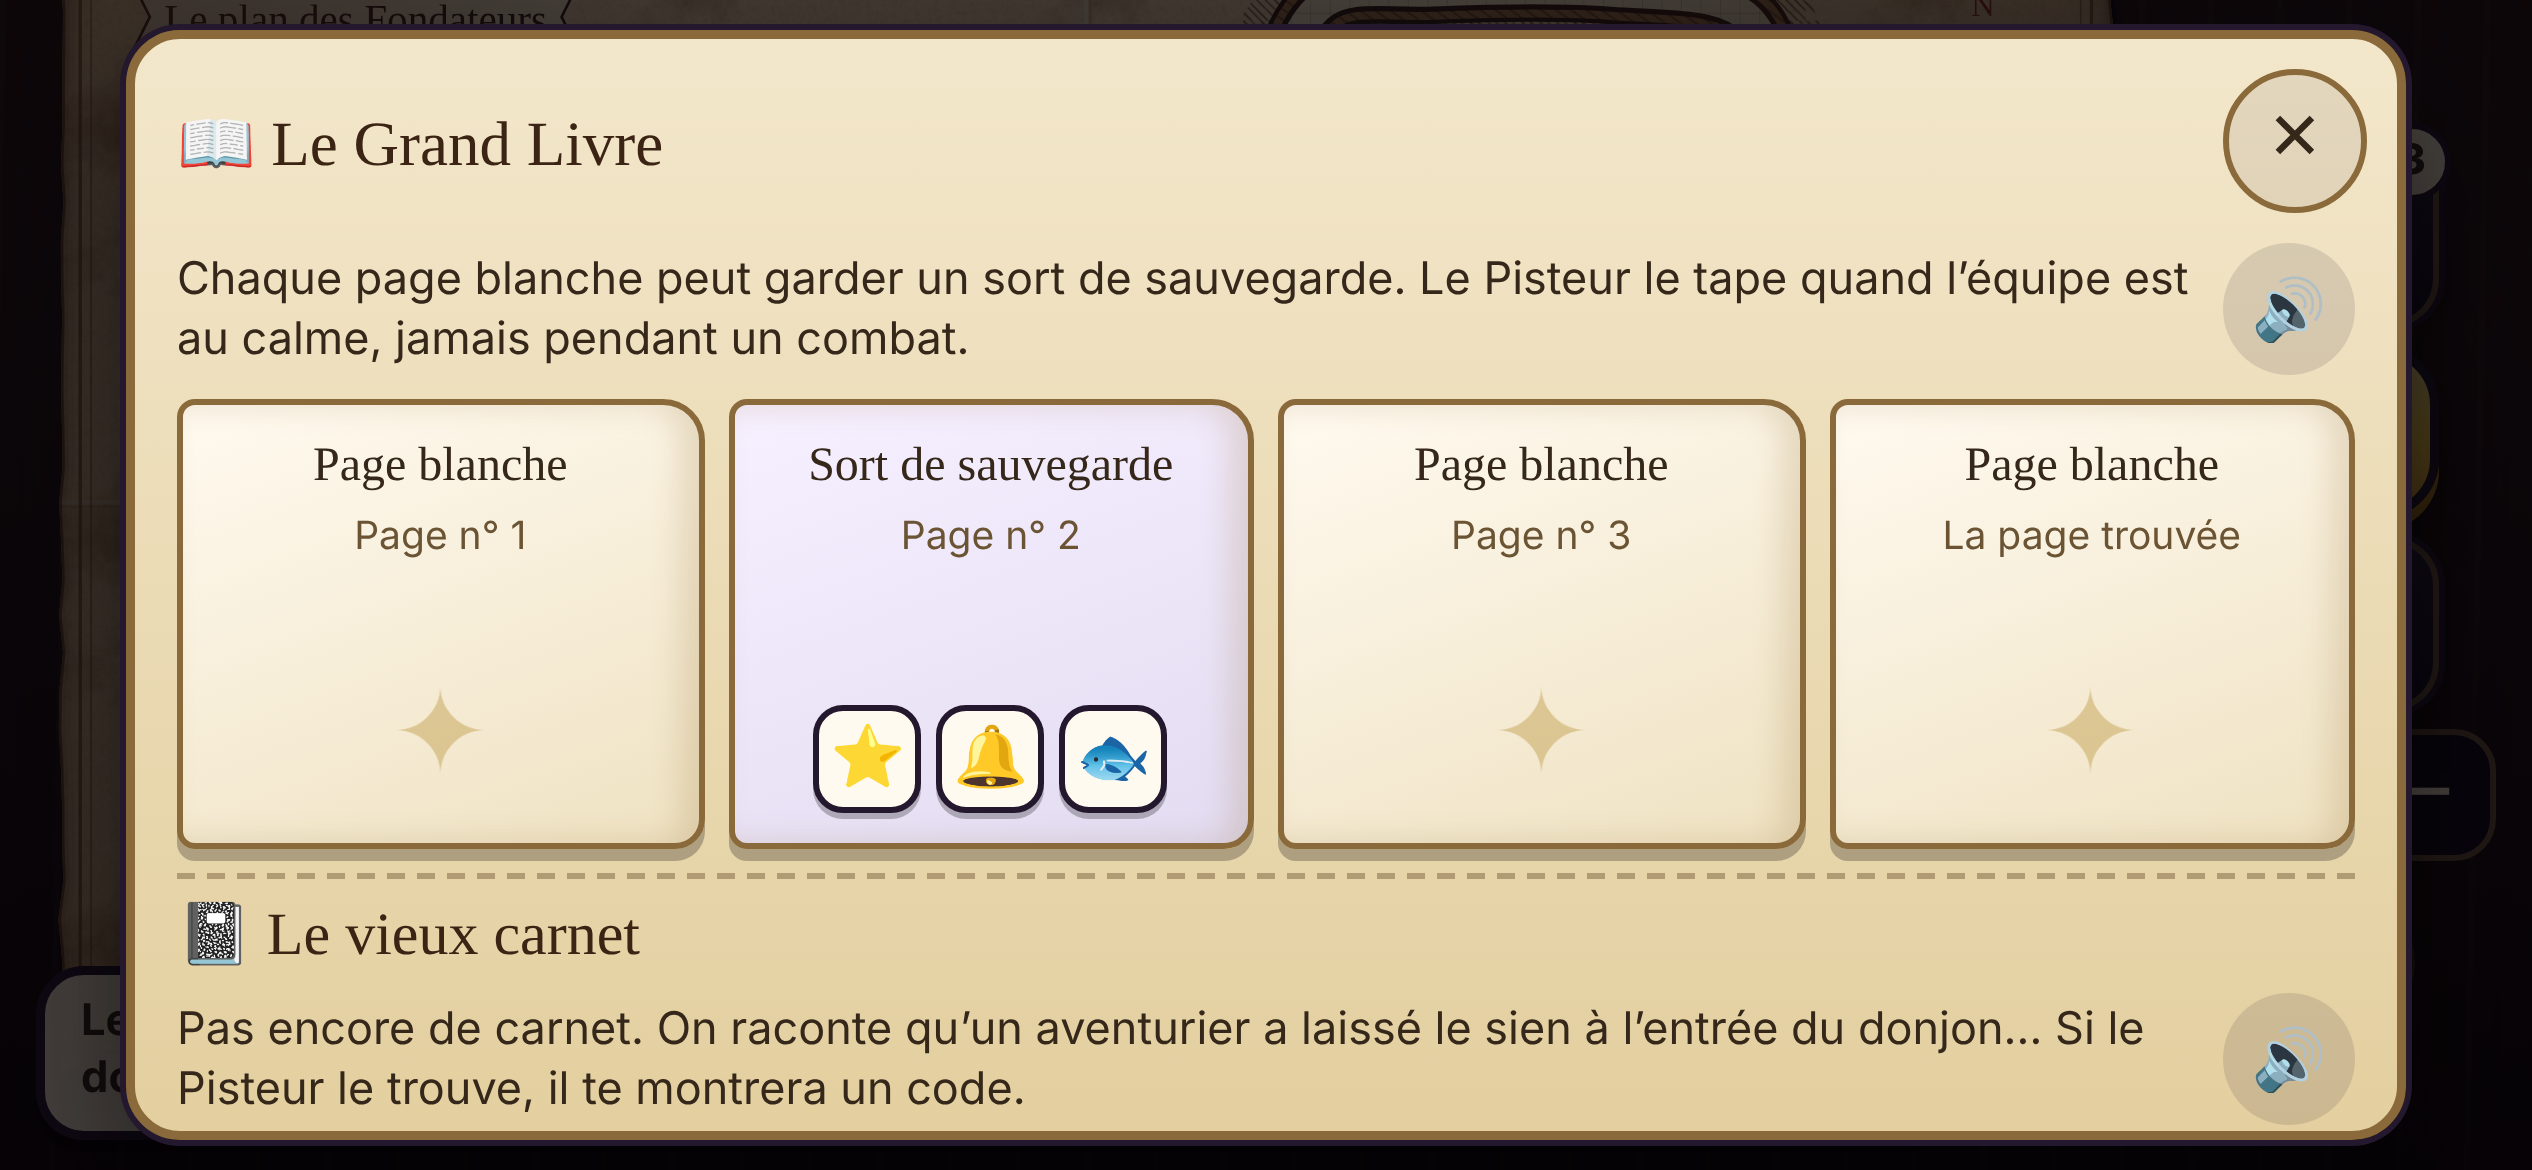 Le plan des Fondateurs
N
Le Grand Livre
Chaque page blanche peut garder un sort de sauvegarde. Le Pisteur le tape quand l’équipe est
au calme, jamais pendant un combat.
Page blanche
Page n° 1
Sort de sauvegarde
Page n° 2
Page blanche
Page n° 3
Page blanche
La page trouvée
Le vieux carnet
Pas encore de carnet. On raconte qu’un aventurier a laissé le sien à l’entrée du donjon… Si le
Pisteur le trouve, il te montrera un code.